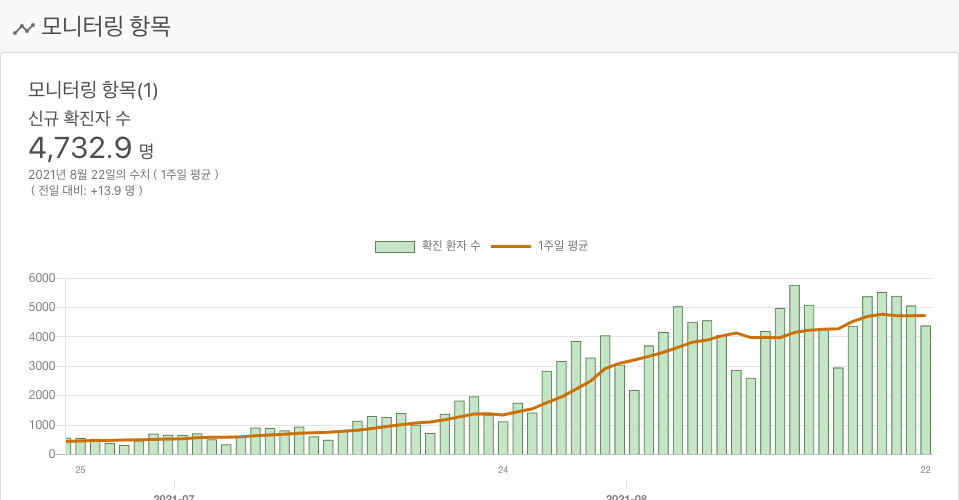 모니터링 항목
모니터링 항목(1)
신규 확진자 수
4,732.9 명
2021년 8월 22일의 수치 ( 1주일 평균 )
( 전일 대비: +13.9 명 )
확진 환자 수 1주일 평균
6000
5000
4000
3000
2000
1000
0
25 24 22
2021-07 2021-08